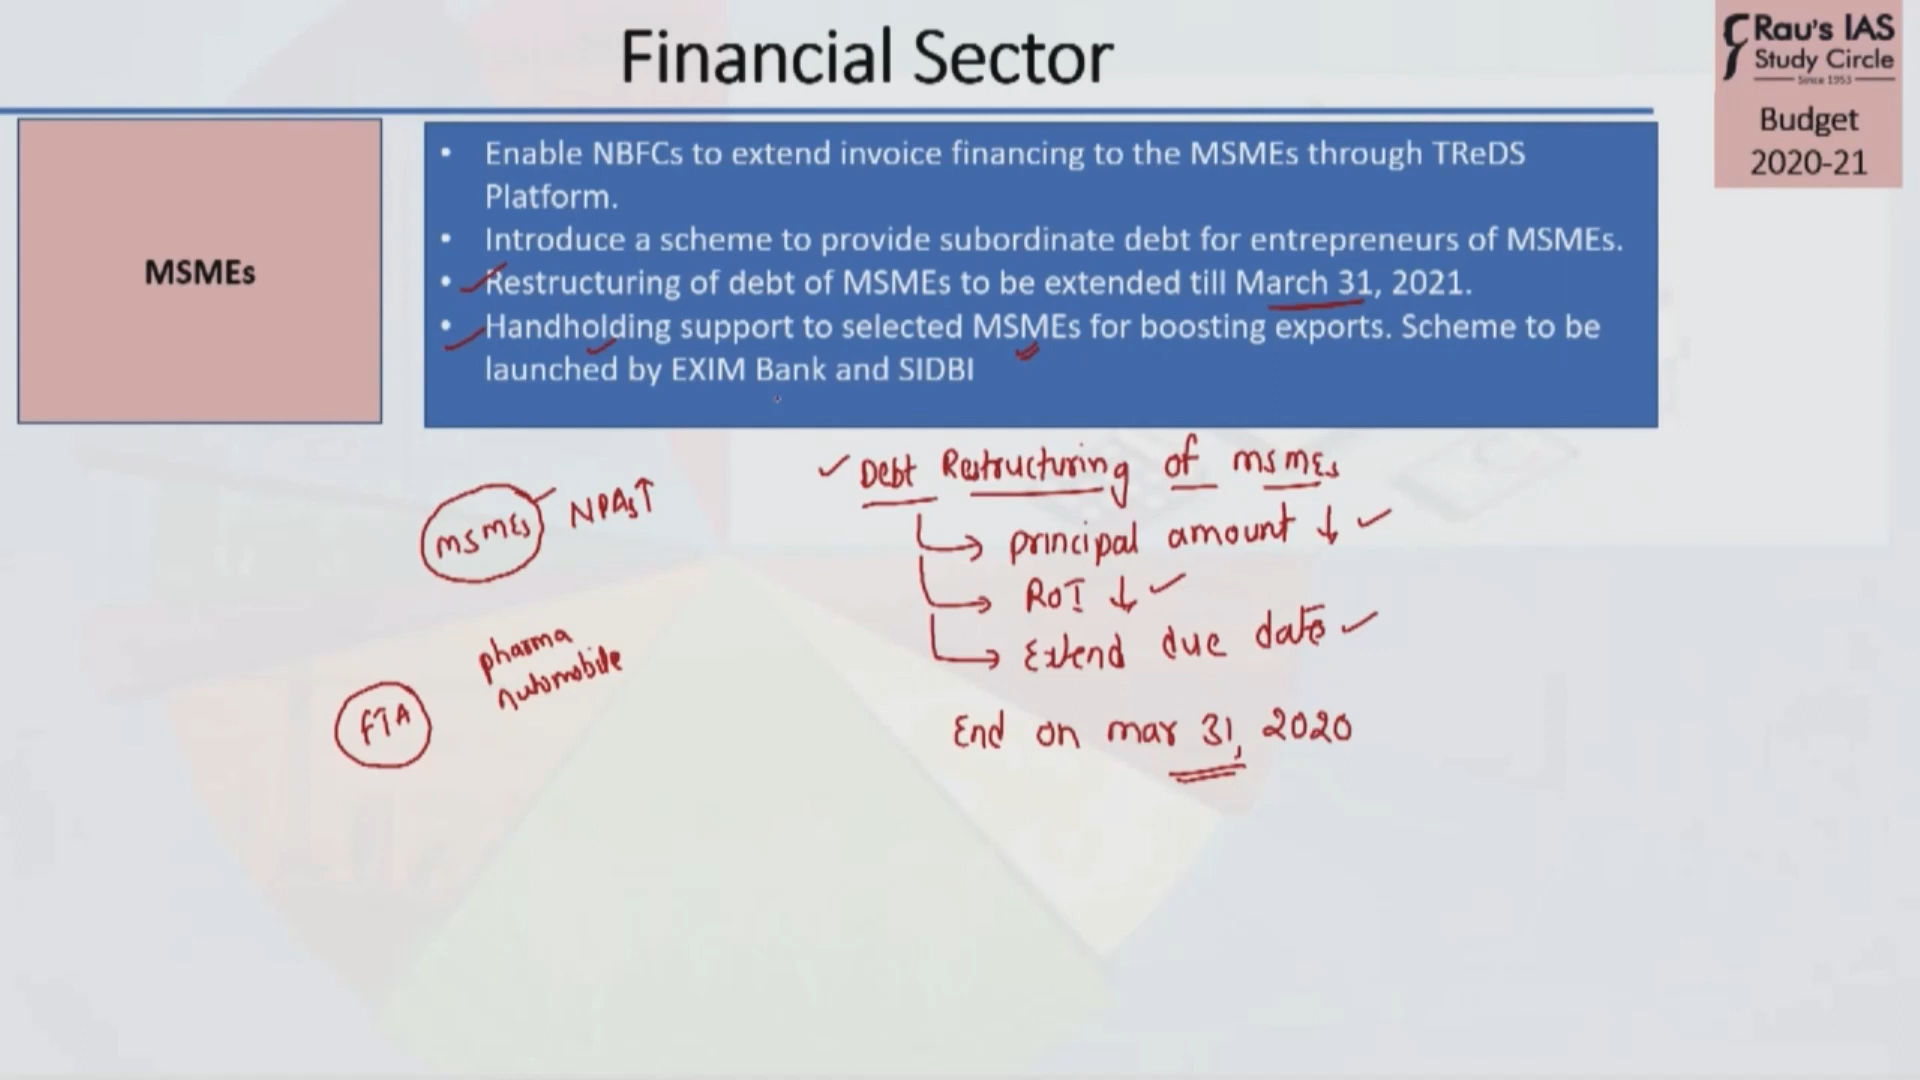 Financial Sector
Rau's IAS
Study Circle
Since 1953
Budget
2020-21
MSMEs
• Enable NBFCs to extend invoice financing to the MSMEs through TReDS
Platform.
• Introduce a scheme to provide subordinate debt for entrepreneurs of MSMEs.
• Restructuring of debt of MSMEs to be extended till March 31, 2021.
• Handholding support to selected MSMEs for boosting exports. Scheme to be
launched by EXIM Bank and SIDBI
Debt Restructuring of MSMEs
MSMEs NPAs↑
principal amount ↓
RoI ↓
Extend due date
pharma
Automobile
FTA
End on mar 31, 2020